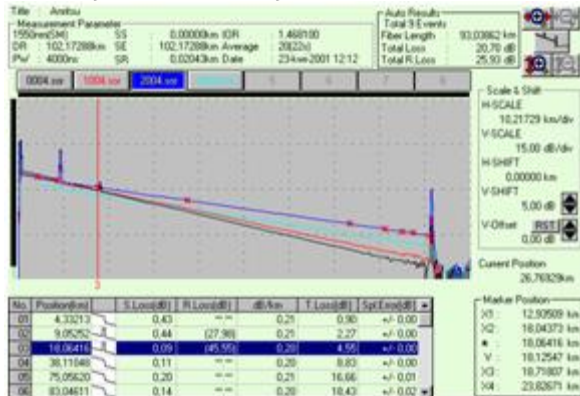 Title : Anritsu
Measurement Parameter
1550nm(SM) SS 0,00000km IOR 1.468100
DR : 102,17288km SE 102,17288km Average 20(22s)
PW : 4000ns SR 0,02043km Date 23-kwi-2001 12:12
Auto Results
Total 9 Events
Fiber Length 93,03862 km
Total Loss 20,70 dB
Total R.Loss 25,93 dB
0004.sor 1004.sor 2004.sor 5 6 7 8
Scale & Shift
H-SCALE
10,21729 km/div
V-SCALE
15.00 dB/div
H-SHIFT
0.00000 km
V-SHIFT
5,00 dB
V-Offset RST
0,00 dB
3
Current Position
26,76929km
No. Position(km) S.Loss(dB) R.Loss(dB) dB/km T.Loss(dB) Spl.Error(dB)
01 4,33213 0,43 -.-- 0,21 0,90 +/- 0,00
02 9,05252 0,44 (27,98) 0,21 2,27 +/- 0,00
03 18,06416 0,09 (45,55) 0,20 4,55 +/- 0,00
04 38,11048 0,11 -.-- 0,20 8,83 +/- 0,00
05 75,05620 0,20 -.-- 0,21 16,66 +/- 0,01
06 83,04611 0,14 -.-- 0,20 18,43 +/- 0,02
Marker Position
X1 : 12,93509 km
X2 : 18,04373 km
* : 18,06416 km
Y : 18,12547 km
X3 : 18,71807 km
X4 : 23,82671 km